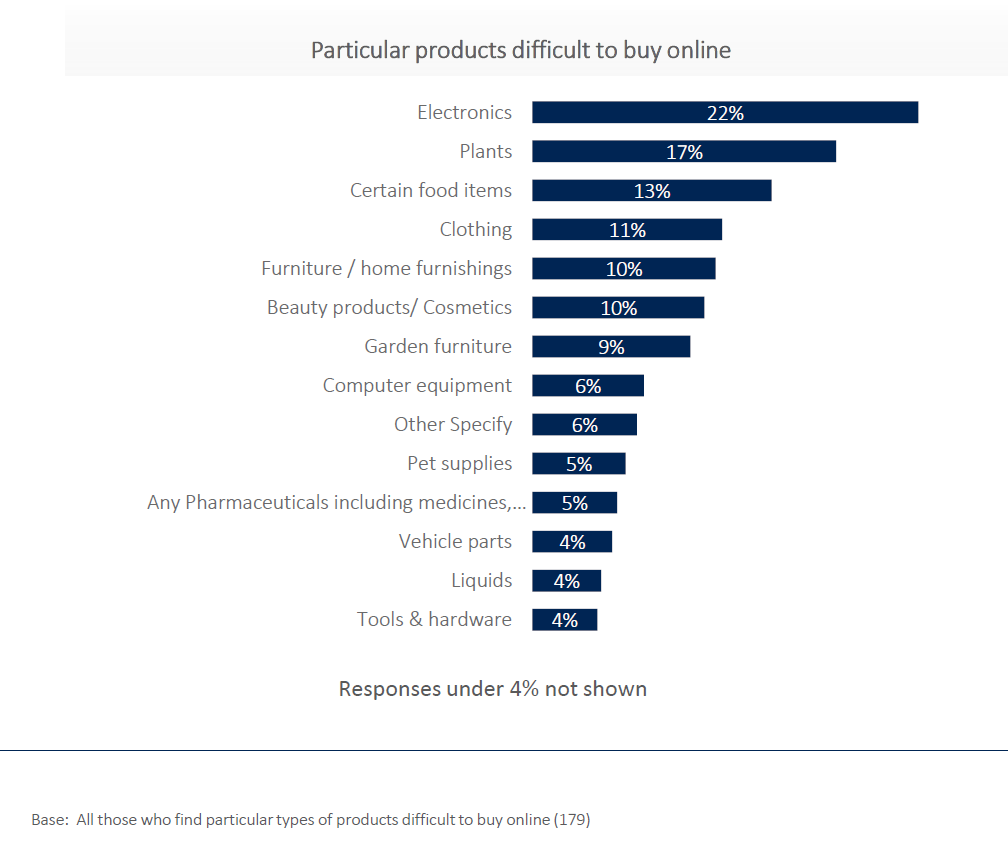 Particular products difficult to buy online
Electronics 22%
Plants 17%
Certain food items 13%
Clothing 11%
Furniture / home furnishings 10%
Beauty products/ Cosmetics 10%
Garden furniture 9%
Computer equipment 6%
Other Specify 6%
Pet supplies 5%
Any Pharmaceuticals including medicines,... 5%
Vehicle parts 4%
Liquids 4%
Tools & hardware 4%
Responses under 4% not shown
Base: All those who find particular types of products difficult to buy online (179)